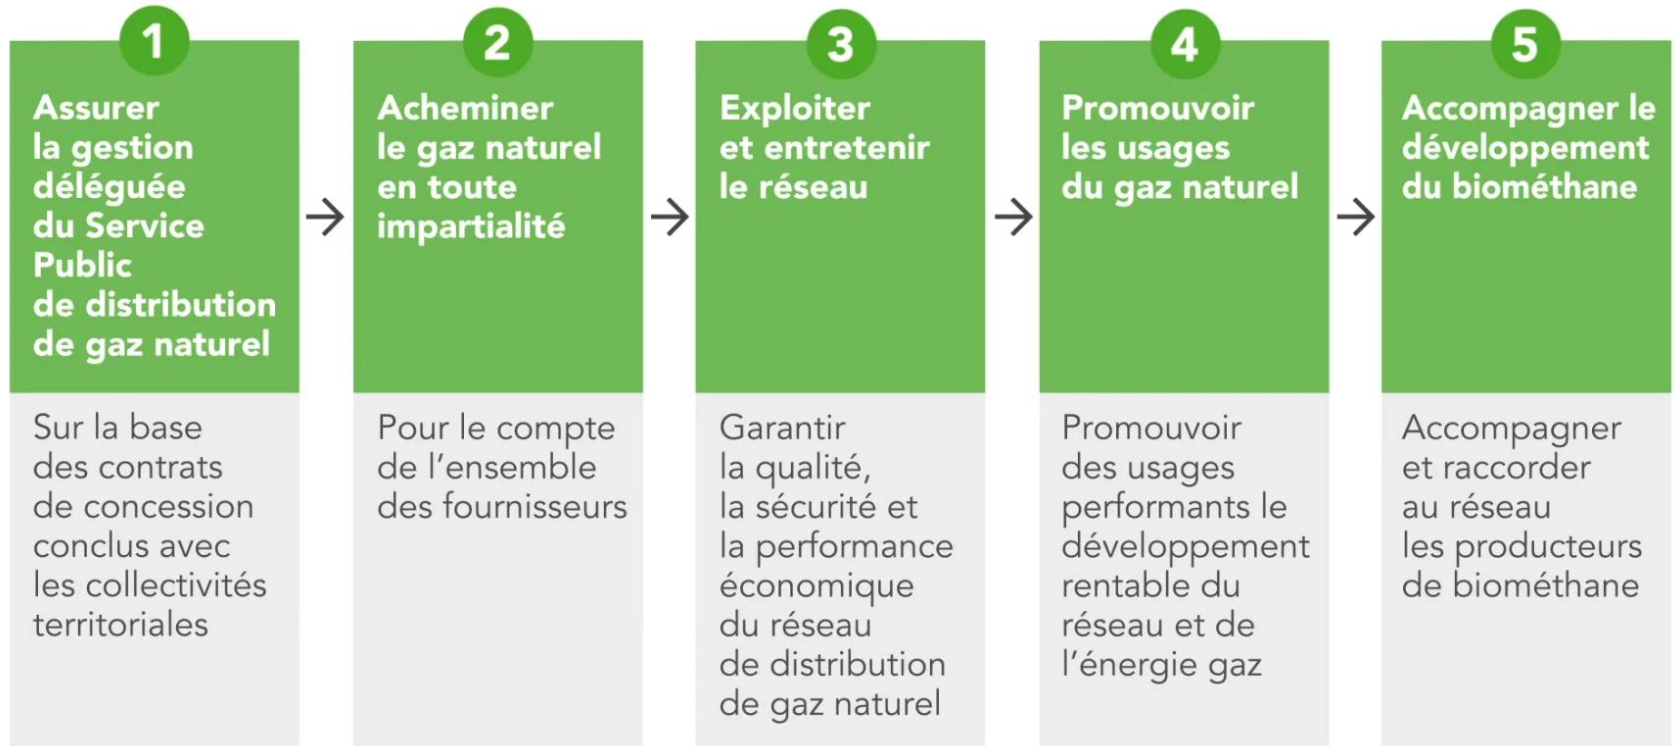 1
Assurer
la gestion
déléguée
du Service
Public
de distribution
de gaz naturel
Sur la base
des contrats
de concession
conclus avec
les collectivités
territoriales
2
Acheminer
le gaz naturel
en toute
impartialité
Pour le compte
de l'ensemble
des fournisseurs
3
Exploiter
et entretenir
le réseau
Garantir
la qualité,
la sécurité et
la performance
économique
du réseau
de distribution
de gaz naturel
4
Promouvoir
les usages
du gaz naturel
Promouvoir
des usages
performants le
développement
rentable du
réseau et de
l'énergie gaz
5
Accompagner le
développement
du biométhane
Accompagner
et raccorder
au réseau
les producteurs
de biométhane